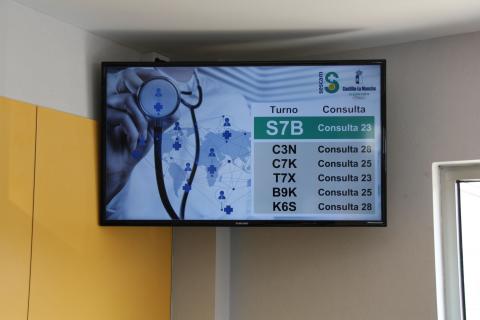 sescam
Castilla-La Mancha
Turno Consulta
S7B Consulta 23
C3N Consulta 28
C7K Consulta 25
T7X Consulta 23
B9K Consulta 25
K6S Consulta 28